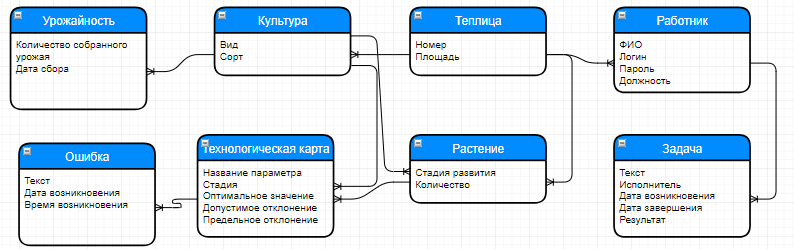 Урожайность
Количество собранного
урожая
Дата сбора
Культура
Вид
Сорт
Теплица
Номер
Площадь
Работник
ФИО
Логин
Пароль
Должность
Ошибка
Текст
Дата возникновения
Время возникновения
Технологическая карта
Название параметра
Стадия
Оптимальное значение
Допустимое отклонение
Предельное отклонение
Растение
Стадия развития
Количество
Задача
Текст
Исполнитель
Дата возникновения
Дата завершения
Результат